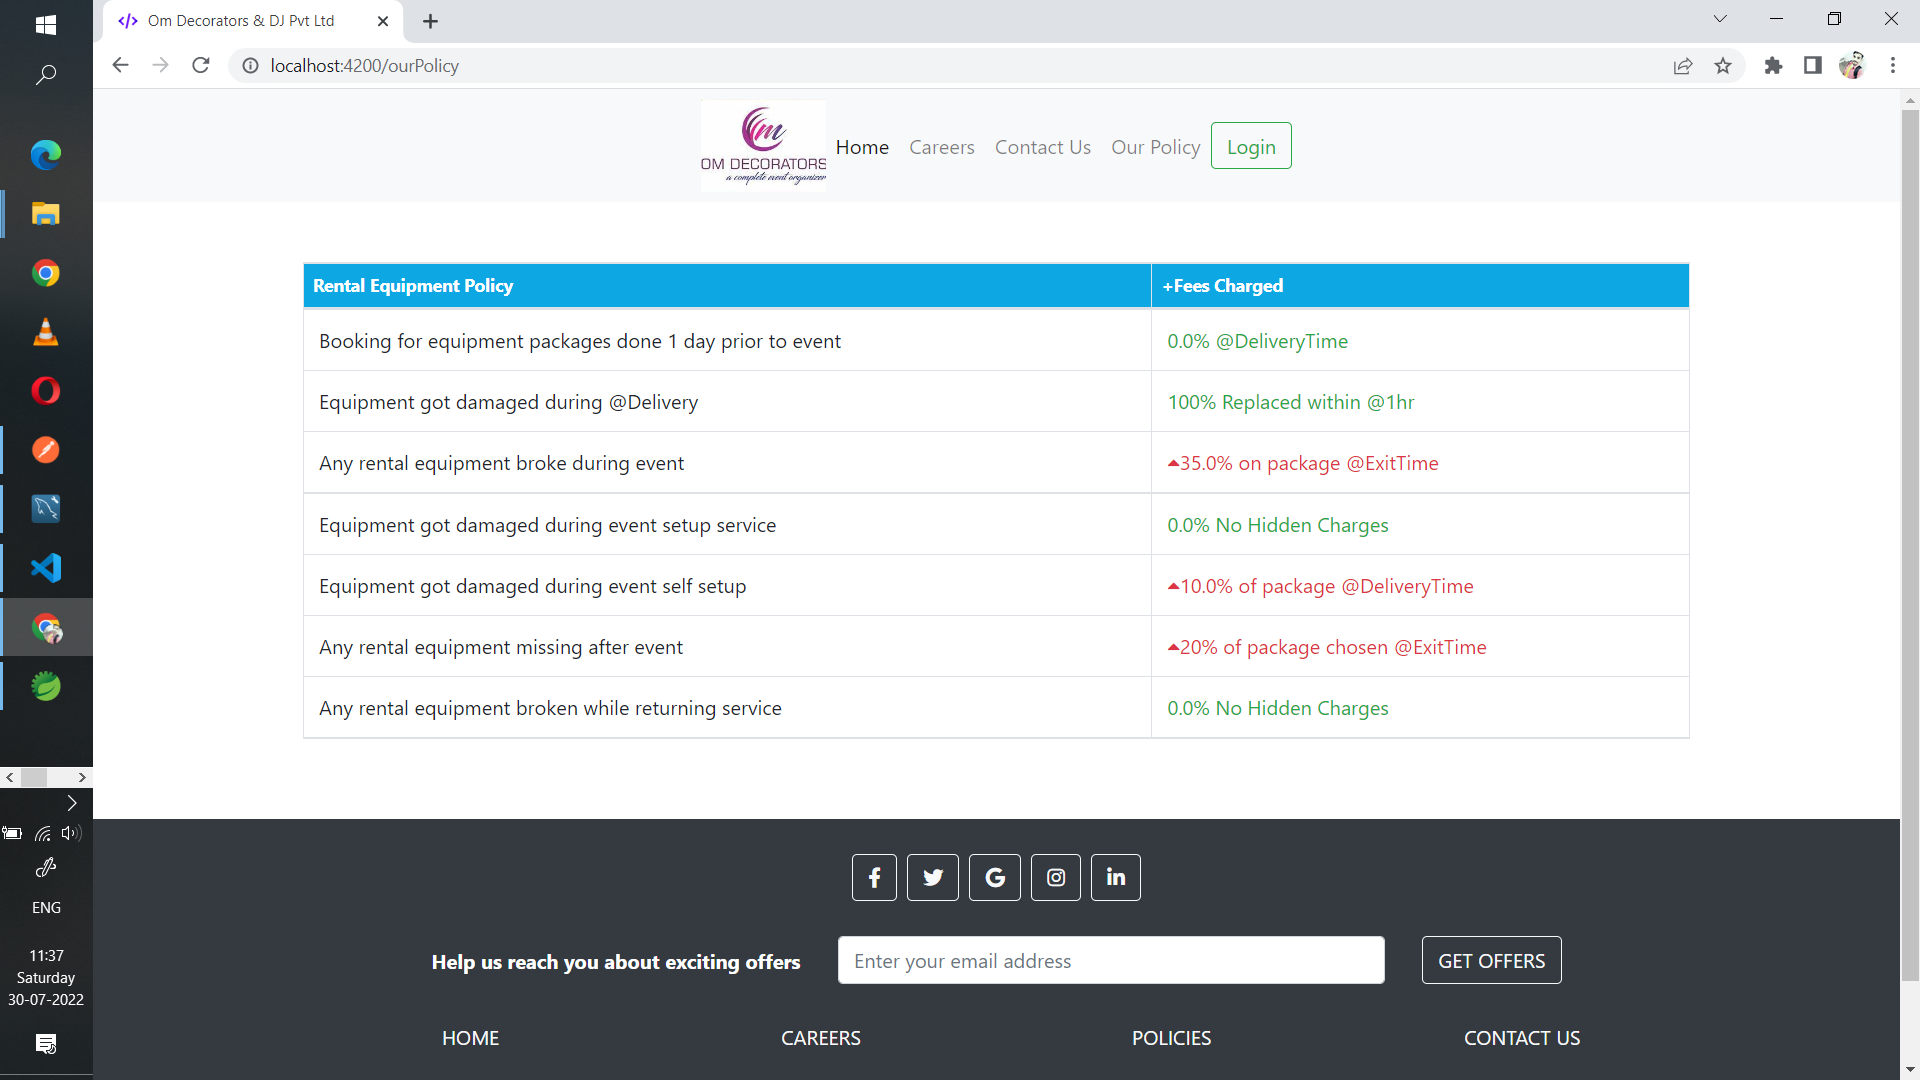 Om Decorators & DJ Pvt Ltd
localhost:4200/ourPolicy
m
OM DECORATORS
a complete event organizer
Home Careers Contact Us Our Policy Login
Rental Equipment Policy +Fees Charged
Booking for equipment packages done 1 day prior to event 0.0% @DeliveryTime
Equipment got damaged during @Delivery 100% Replaced within @1hr
Any rental equipment broke during event 35.0% on package @ExitTime
Equipment got damaged during event setup service 0.0% No Hidden Charges
Equipment got damaged during event self setup 10.0% of package @DeliveryTime
Any rental equipment missing after event 20% of package chosen @ExitTime
Any rental equipment broken while returning service 0.0% No Hidden Charges
Help us reach you about exciting offers Enter your email address GET OFFERS
HOME CAREERS POLICIES CONTACT US
ENG
11:37
Saturday
30-07-2022